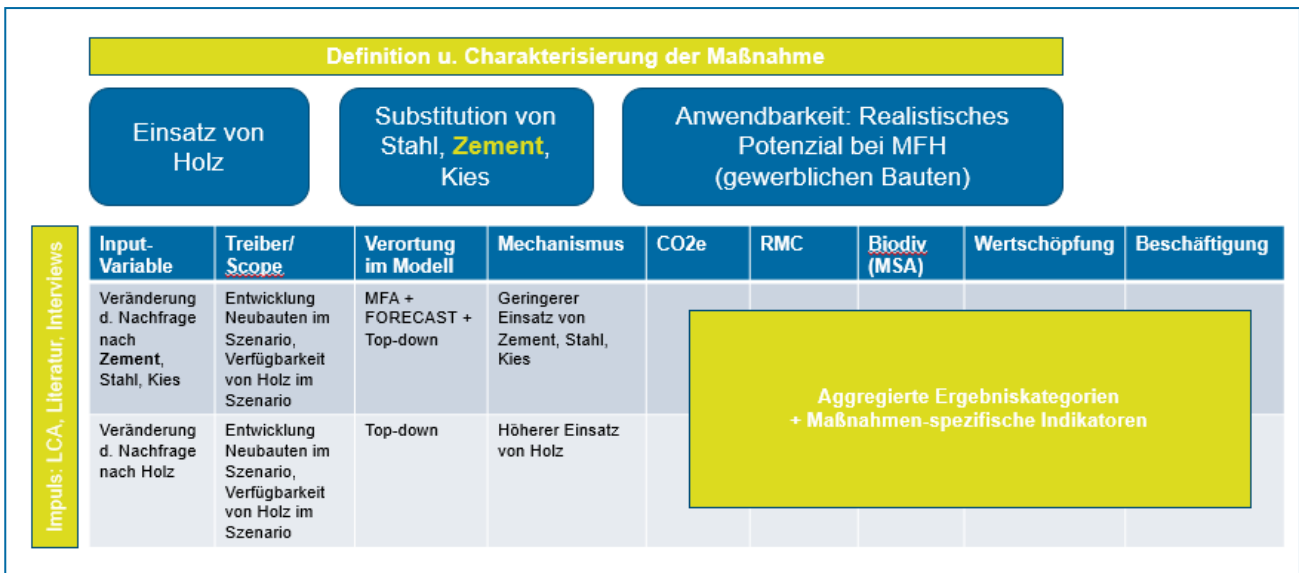 Definition u. Charakterisierung der Maßnahme
Einsatz von
Holz
Substitution von
Stahl, Zement,
Kies
Anwendbarkeit: Realistisches
Potenzial bei MFH
(gewerblichen Bauten)
Impuls: LCA, Literatur, Interviews
Input-
Variable
Treiber/
Scope
Verortung
im Modell
Mechanismus
CO2e
RMC
Biodiv
(MSA)
Wertschöpfung
Beschäftigung
Veränderung
d. Nachfrage
nach
Zement,
Stahl, Kies
Entwicklung
Neubauten im
Szenario,
Verfügbarkeit
von Holz im
Szenario
MFA +
FORECAST +
Top-down
Geringerer
Einsatz von
Zement, Stahl,
Kies
Aggregierte Ergebniskategorien
+ Maßnahmen-spezifische Indikatoren
Veränderung
d. Nachfrage
nach Holz
Entwicklung
Neubauten im
Szenario,
Verfügbarkeit
von Holz im
Szenario
Top-down
Höherer Einsatz
von Holz